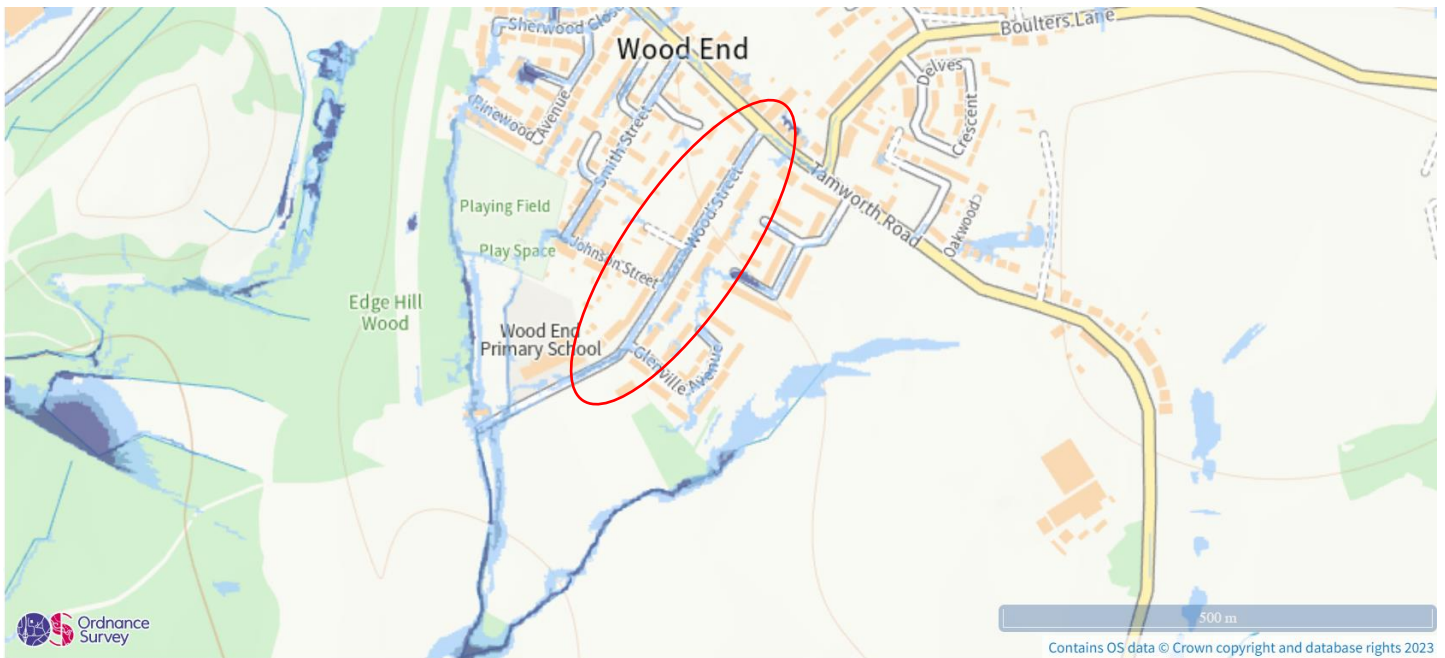 Sherwood Close
Wood End
Boulters Lane
Delves
Crescent
Pinewood Avenue
Smith Street
Wood Street
Tamworth Road
Playing Field
Play Space
Johnson Street
Oakwood
Edge Hill
Wood
Wood End
Primary School
Glenville Avenue
500 m
Ordnance
Survey
Contains OS data © Crown copyright and database rights 2023